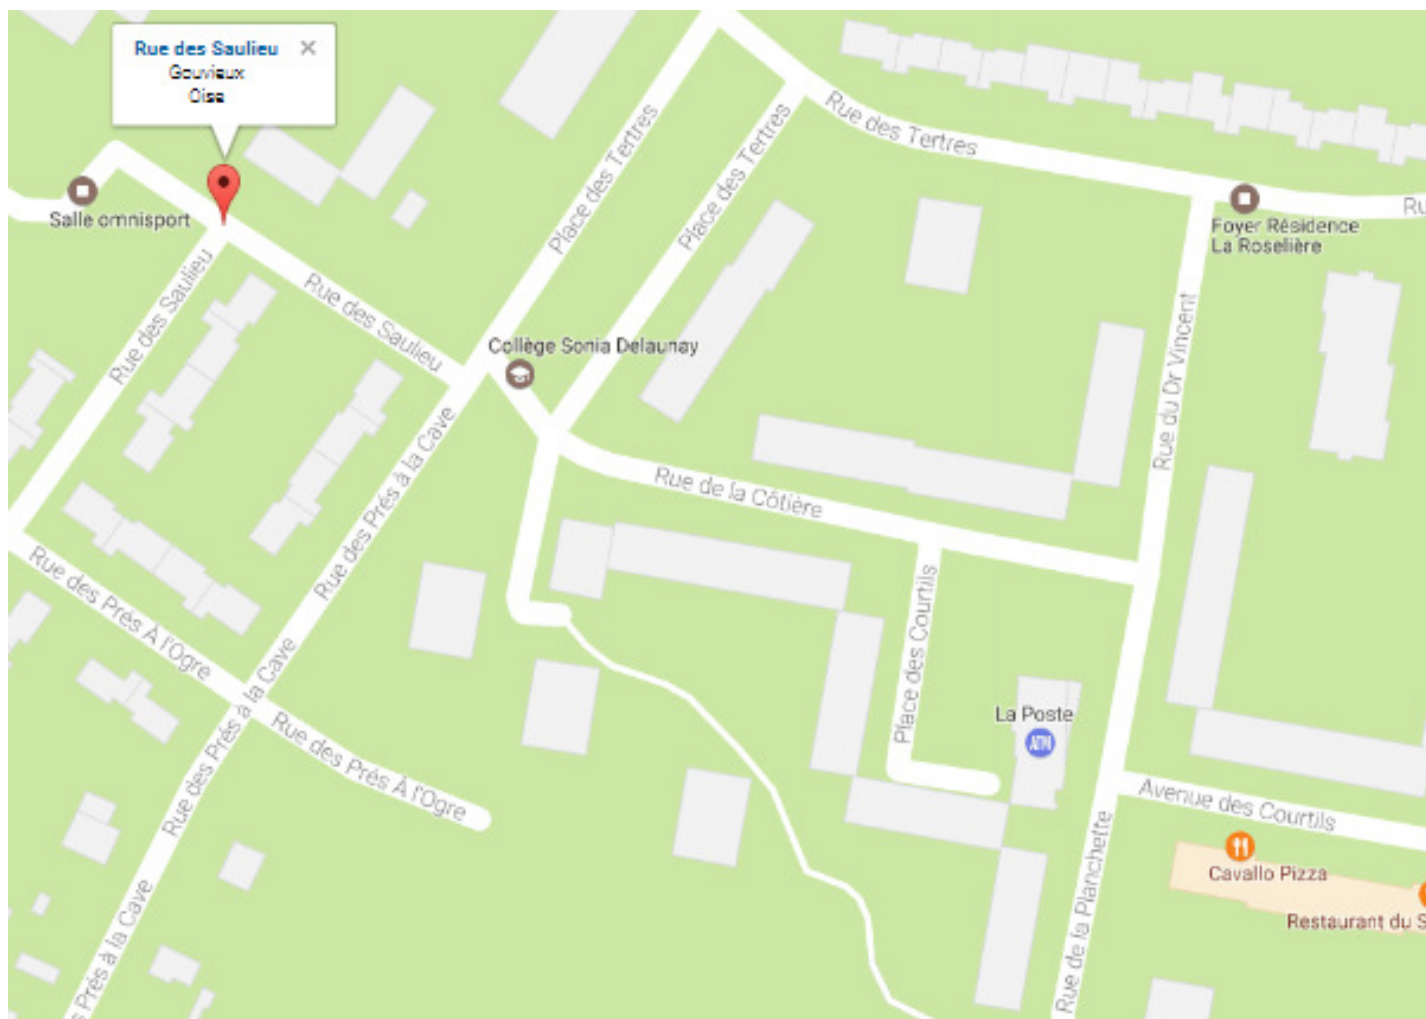 Rue des Saulieu
Gouvieux
Oise
Salle omnisport
Rue des Saulieu
Rue des Saulieu
Place des Tertres
Place des Tertres
Rue des Tertres
Ru
Foyer Résidence
La Roselière
Collège Sonia Delaunay
Rue du Dr Vincent
Rue des Prés à la Cave
Rue de la Côtière
Rue des Prés À l'Ogre
Rue des Prés à la Cave
Place des Courtils
La Poste
ATM
Rue des Prés À l'Ogre
Avenue des Courtils
Rue de la Planchette
Cavallo Pizza
Restaurant du S
s Prés à la Cave